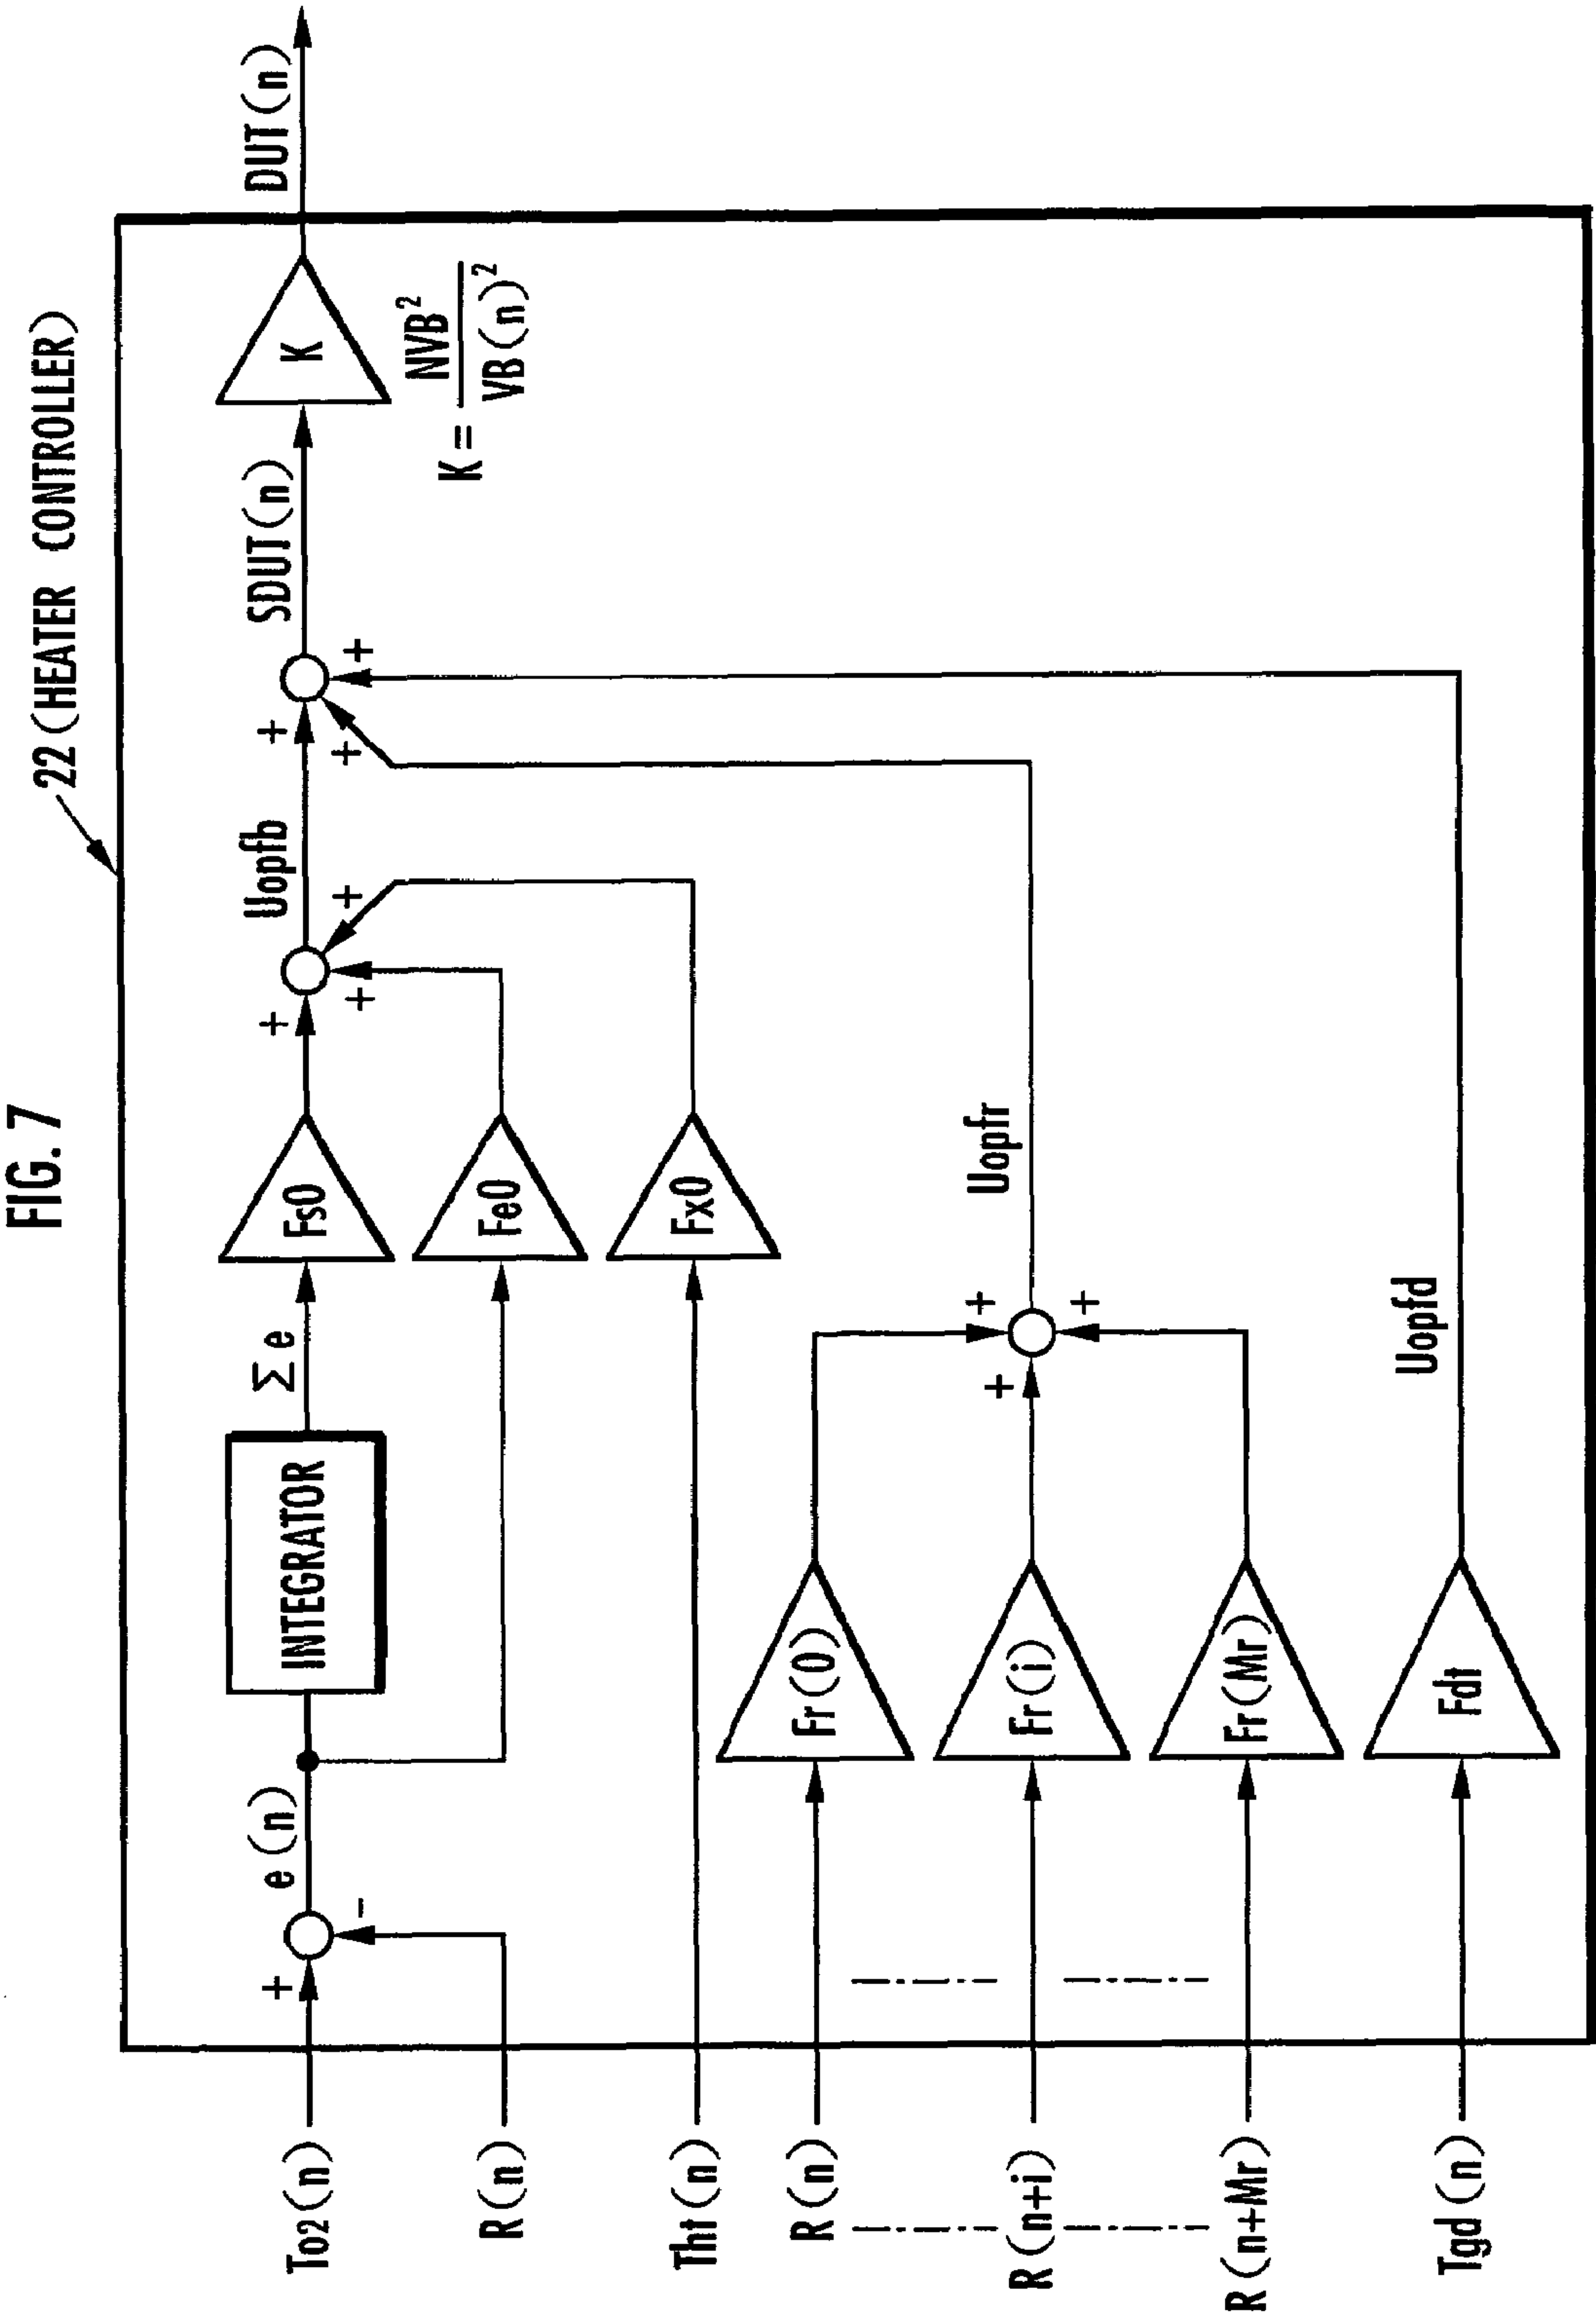 FIG. 7
22(HEATER CONTROLLER)
To2(n)
+
-
e(n)
INTEGRATOR
Σe
Fs0
+
+
+
Uopfb
+
+
+
SDUT(n)
K
DUT(n)
K = NVB² / VB(n)²
R(n)
Fe0
Tht(n)
Fx0
R(n)
Fr(0)
+
+
+
Uopfr
R(n+i)
Fr(i)
R(n+Mr)
Fr(Mr)
Tgd(n)
Fdt
Uopfd